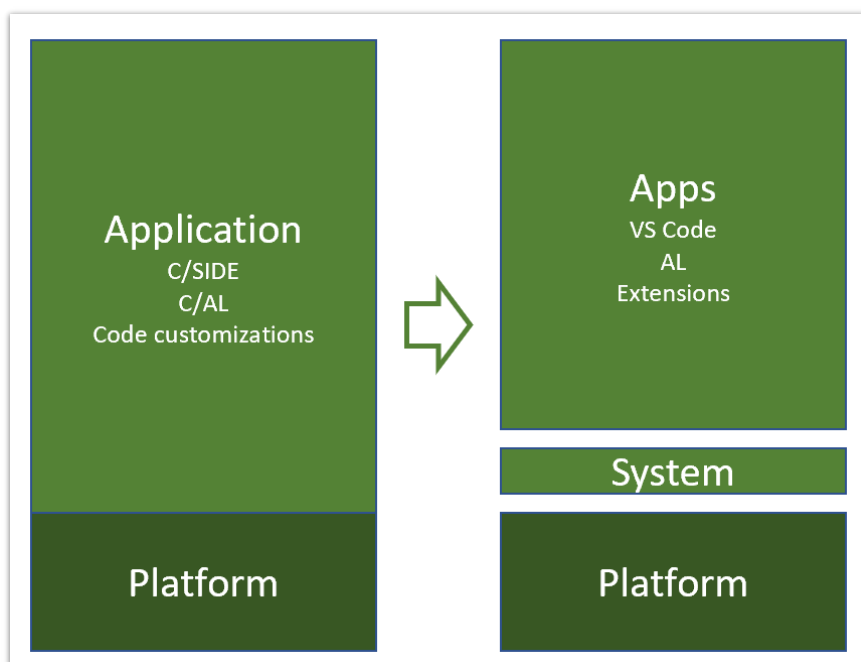 Application
C/SIDE
C/AL
Code customizations
Platform
Apps
VS Code
AL
Extensions
System
Platform